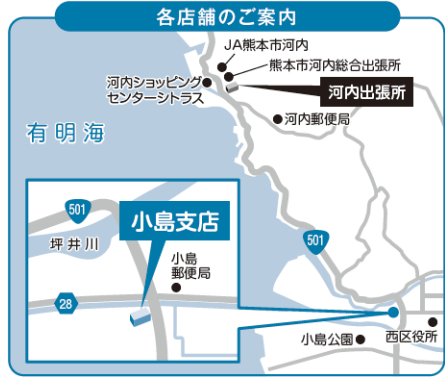 各店舗のご案内
JA熊本市河内
熊本市河内総合出張所
河内ショッピング
センターシトラス
河内出張所
河内郵便局
有明海
501
小島支店
坪井川
小島
郵便局
28
501
小島公園
西区役所